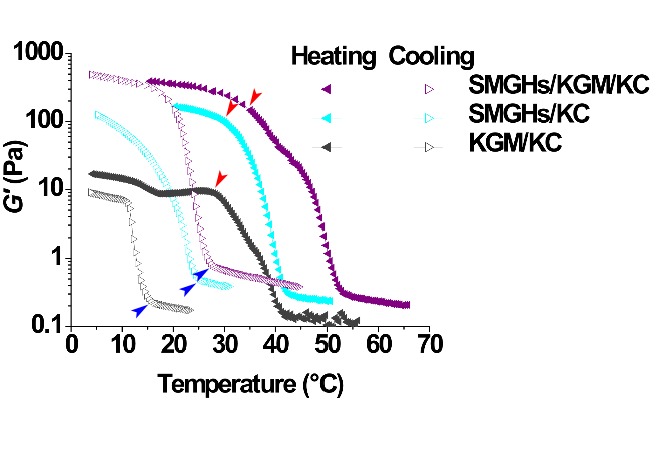 1000
100
10
1
0.1
G' (Pa)
Heating Cooling
SMGHs/KGM/KC
SMGHs/KC
KGM/KC
0 10 20 30 40 50 60 70
Temperature (°C)